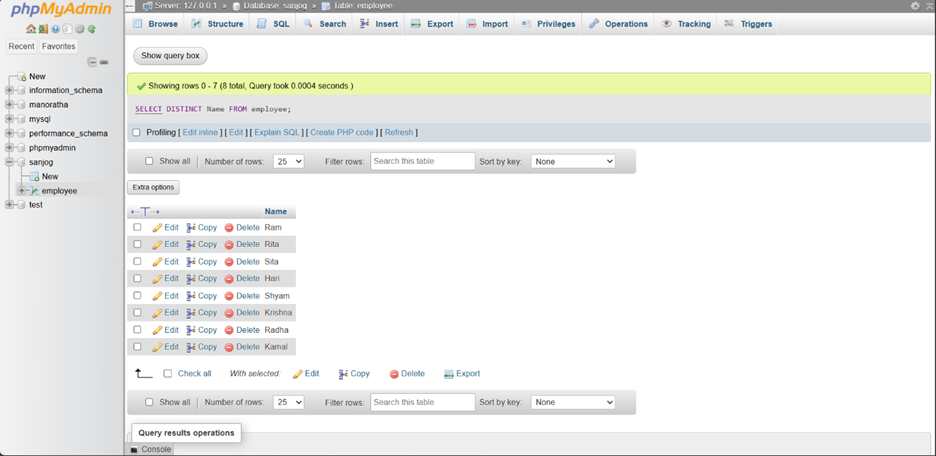 phpMyAdmin
Server: 127.0.0.1 » Database: sanjog » Table: employee
Browse Structure SQL Search Insert Export Import Privileges Operations Tracking Triggers
Recent Favorites
New
information_schema
manoratha
mysql
performance_schema
phpmyadmin
sanjog
New
employee
test
Show query box
Showing rows 0 - 7 (8 total, Query took 0.0004 seconds.)
SELECT DISTINCT Name FROM employee;
Profiling [ Edit inline ] [ Edit ] [ Explain SQL ] [ Create PHP code ] [ Refresh ]
Show all Number of rows: 25 Filter rows: Search this table Sort by key: None
Extra options
←T→ Name
Edit Copy Delete Ram
Edit Copy Delete Rita
Edit Copy Delete Sita
Edit Copy Delete Hari
Edit Copy Delete Shyam
Edit Copy Delete Krishna
Edit Copy Delete Radha
Edit Copy Delete Kamal
Check all With selected: Edit Copy Delete Export
Show all Number of rows: 25 Filter rows: Search this table Sort by key: None
Query results operations
Console